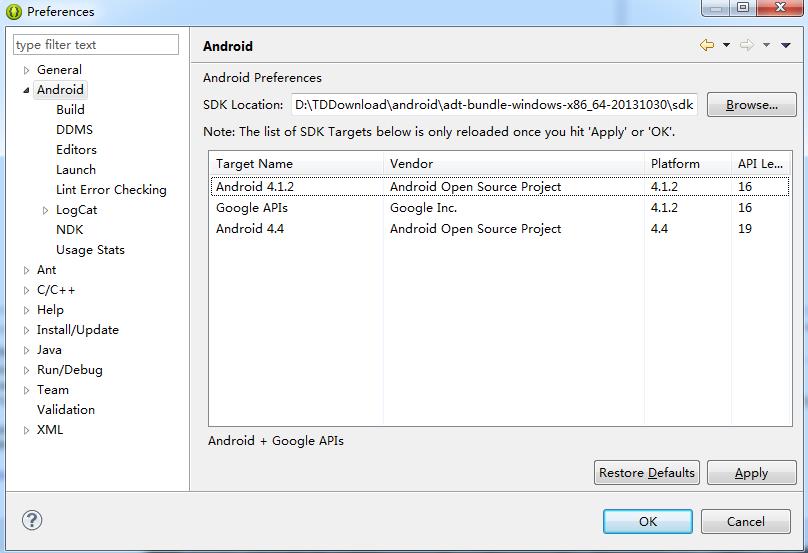 Preferences
type filter text
General
Android
Build
DDMS
Editors
Launch
Lint Error Checking
LogCat
NDK
Usage Stats
Ant
C/C++
Help
Install/Update
Java
Run/Debug
Team
Validation
XML
Android
Android Preferences
SDK Location: D:\TDDownload\android\adt-bundle-windows-x86_64-20131030\sdk Browse...
Note: The list of SDK Targets below is only reloaded once you hit 'Apply' or 'OK'.
Target Name Vendor Platform API Le...
Android 4.1.2 Android Open Source Project 4.1.2 16
Google APIs Google Inc. 4.1.2 16
Android 4.4 Android Open Source Project 4.4 19
Android + Google APIs
Restore Defaults Apply
OK Cancel